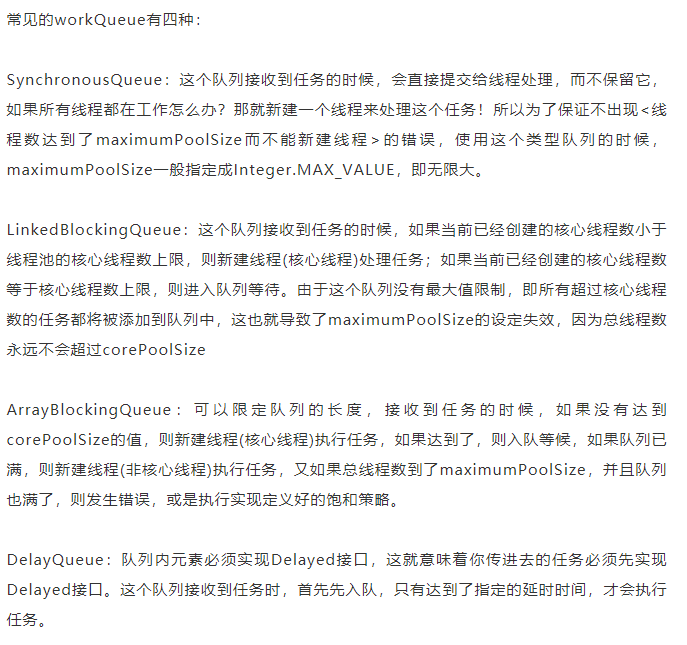 常见的workQueue有四种：
SynchronousQueue：这个队列接收到任务的时候，会直接提交给线程处理，而不保留它，
如果所有线程都在工作怎么办？那就新建一个线程来处理这个任务！所以为了保证不出现<线
程数达到了maximumPoolSize而不能新建线程>的错误，使用这个类型队列的时候，
maximumPoolSize一般指定成Integer.MAX_VALUE，即无限大。
LinkedBlockingQueue：这个队列接收到任务的时候，如果当前已经创建的核心线程数小于
线程池的核心线程数上限，则新建线程(核心线程)处理任务；如果当前已经创建的核心线程数
等于核心线程数上限，则进入队列等待。由于这个队列没有最大值限制，即所有超过核心线程
数的任务都将被添加到队列中，这也就导致了maximumPoolSize的设定失效，因为总线程数
永远不会超过corePoolSize
ArrayBlockingQueue：可以限定队列的长度，接收到任务的时候，如果没有达到
corePoolSize的值，则新建线程(核心线程)执行任务，如果达到了，则入队等候，如果队列已
满，则新建线程(非核心线程)执行任务，又如果总线程数到了maximumPoolSize，并且队列
也满了，则发生错误，或是执行实现定义好的饱和策略。
DelayQueue：队列内元素必须实现Delayed接口，这就意味着你传进去的任务必须先实现
Delayed接口。这个队列接收到任务时，首先先入队，只有达到了指定的延时时间，才会执行
任务。